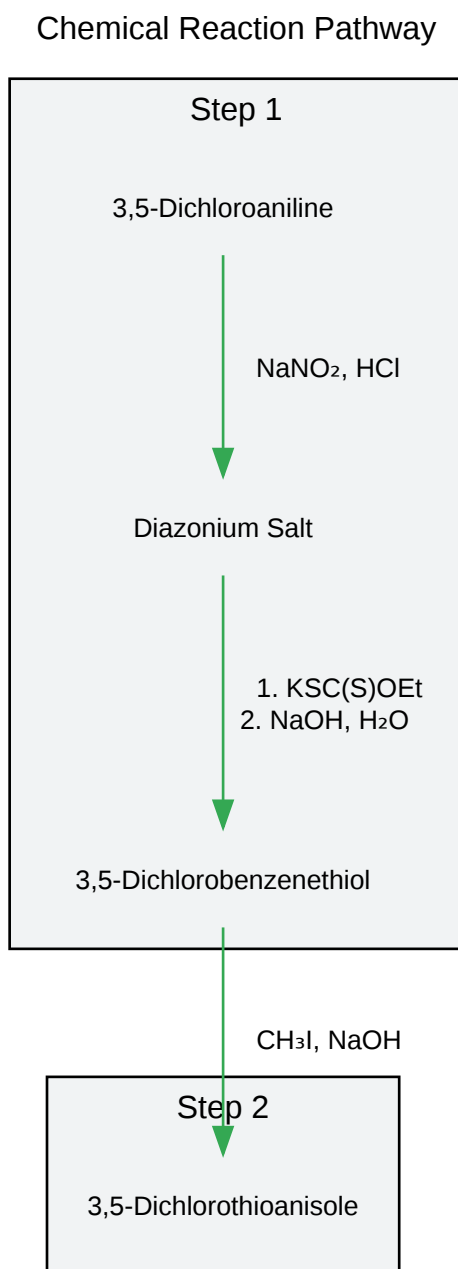 Chemical Reaction Pathway
Step 1
3,5-Dichloroaniline
NaNO₂, HCl
Diazonium Salt
1. KSC(S)OEt
2. NaOH, H₂O
3,5-Dichlorobenzenethiol
CH₃I, NaOH
Step 2
3,5-Dichlorothioanisole